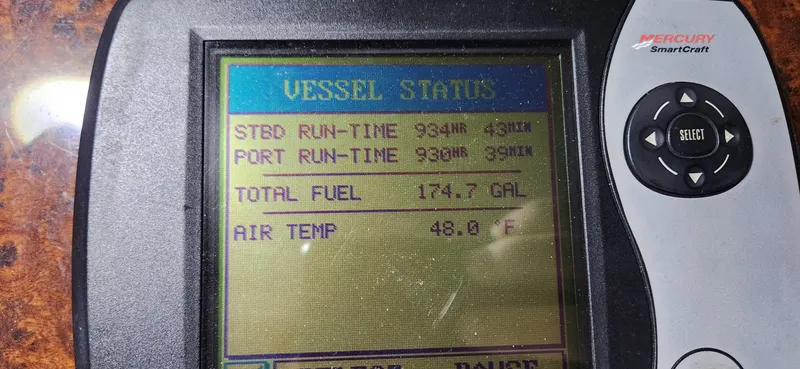 MERCURY
SmartCraft
VESSEL STATUS
STBD RUN-TIME 934HR 43MIN
PORT RUN-TIME 930HR 39MIN
TOTAL FUEL 174.7 GAL
AIR TEMP 48.0 °F
SELECT